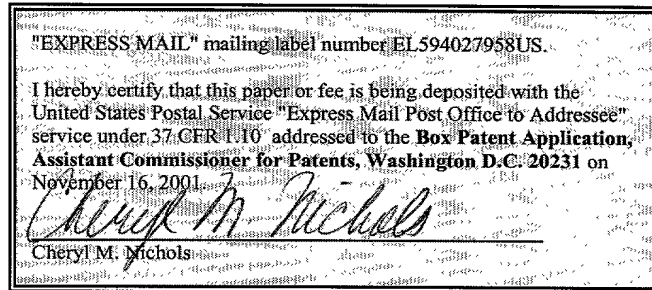 "EXPRESS MAIL" mailing label number EL594027958US.
I hereby certify that this paper or fee is being deposited with the
United States Postal Service "Express Mail Post Office to Addressee"
service under 37 CFR 1.10 addressed to the Box Patent Application,
Assistant Commissioner for Patents, Washington D.C. 20231 on
November 16, 2001.
Cheryl M. Nichols
Cheryl M. Nichols